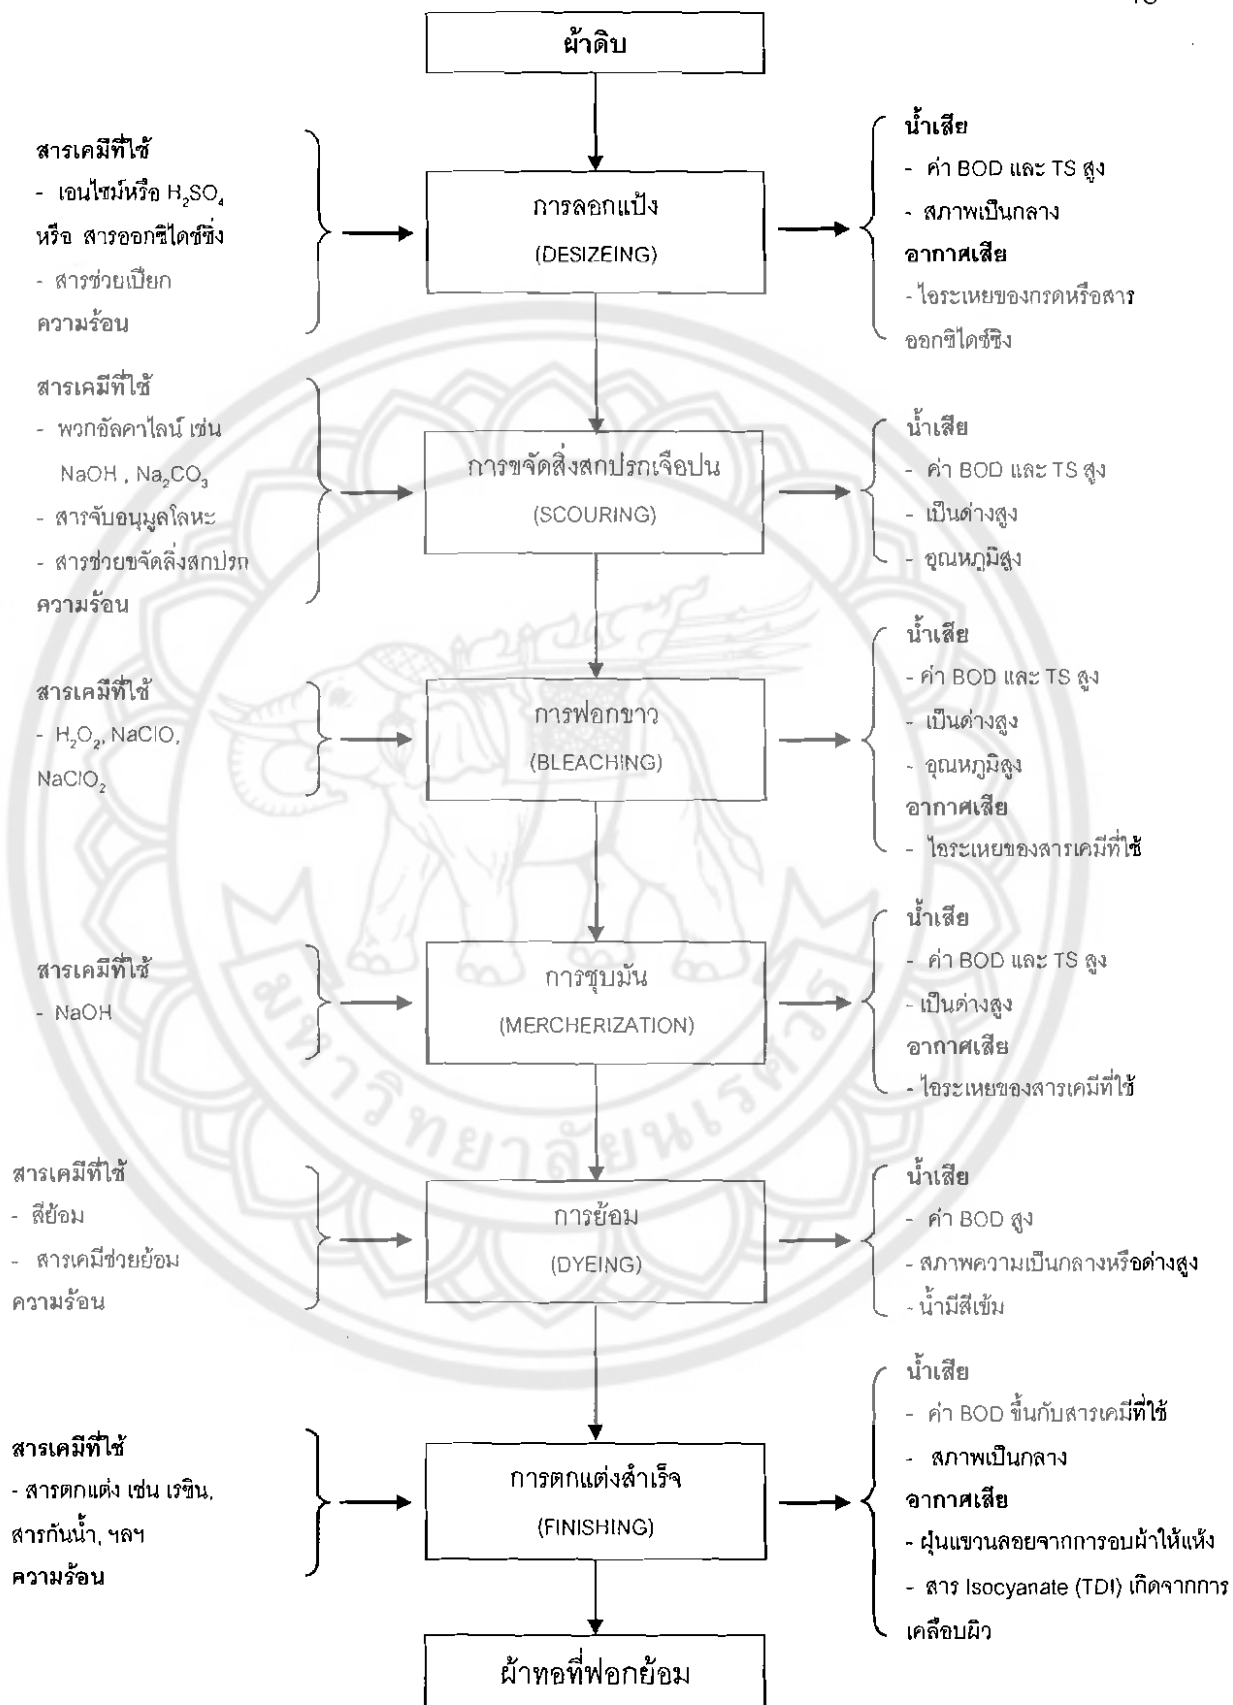 ผ้าดิบ
สารเคมีที่ใช้
- เอนไซม์หรือ H₂SO₄
หรือ สารออกซิไดซ์ซิ่ง
- สารช่วยเปียก
ความร้อน
การลอกแป้ง
(DESIZEING)
น้ำเสีย
- ค่า BOD และ TS สูง
- สภาพเป็นกลาง
อากาศเสีย
- ไอระเหยของกรดหรือสาร
ออกซิไดซ์ซิง
สารเคมีที่ใช้
- พวกอัลคาไลน์ เช่น
NaOH , Na₂CO₃
- สารจับอนุมูลโลหะ
- สารช่วยขจัดสิ่งสกปรก
ความร้อน
การขจัดสิ่งสกปรกเจือปน
(SCOURING)
น้ำเสีย
- ค่า BOD และ TS สูง
- เป็นด่างสูง
- อุณหภูมิสูง
สารเคมีที่ใช้
- H₂O₂, NaClO,
NaClO₂
การฟอกขาว
(BLEACHING)
น้ำเสีย
- ค่า BOD และ TS สูง
- เป็นด่างสูง
- อุณหภูมิสูง
อากาศเสีย
- ไอระเหยของสารเคมีที่ใช้
สารเคมีที่ใช้
- NaOH
การชุบมัน
(MERCHERIZATION)
น้ำเสีย
- ค่า BOD และ TS สูง
- เป็นด่างสูง
อากาศเสีย
- ไอระเหยของสารเคมีที่ใช้
มหาวิทยาลัยนเรศวร
สารเคมีที่ใช้
- สีย้อม
- สารเคมีช่วยย้อม
ความร้อน
การย้อม
(DYEING)
น้ำเสีย
- ค่า BOD สูง
- สภาพความเป็นกลางหรือด่างสูง
- น้ำมีสีเข้ม
สารเคมีที่ใช้
- สารตกแต่ง เช่น เรซิน,
สารกันน้ำ, ฯลฯ
ความร้อน
การตกแต่งสำเร็จ
(FINISHING)
น้ำเสีย
- ค่า BOD ขึ้นกับสารเคมีที่ใช้
- สภาพเป็นกลาง
อากาศเสีย
- ฝุ่นแขวนลอยจากการอบผ้าให้แห้ง
- สาร Isocyanate (TDI) เกิดจากการ
เคลือบผิว
ผ้าทอที่ฟอกย้อม